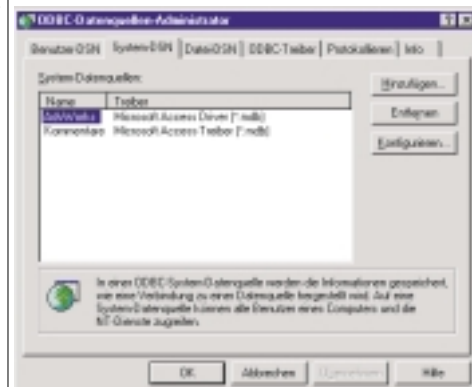 ODBC-Datenquellen-Administrator
Benutzer-DSN System-DSN Datei-DSN ODBC-Treiber Protokollieren Info
System-Datenquellen:
Hinzufügen...
Name Treiber
AdvWorks Microsoft Access Driver (*.mdb)
Entfernen
Kommentare Microsoft Access Treiber (*.mdb)
Konfigurieren...
In einer ODBC-System-Datenquelle werden die Informationen gespeichert,
wie eine Verbindung zu einer Datenquelle hergestellt wird. Auf eine
System-Datenquelle können alle Benutzer eines Computers und die
NT-Dienste zugreifen.
OK Abbrechen Übernehmen Hilfe